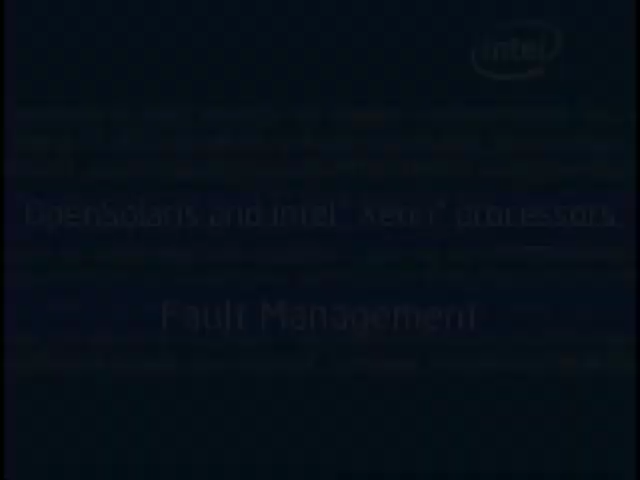 intel
OpenSolaris and Intel® Xeon® processors
Fault Management